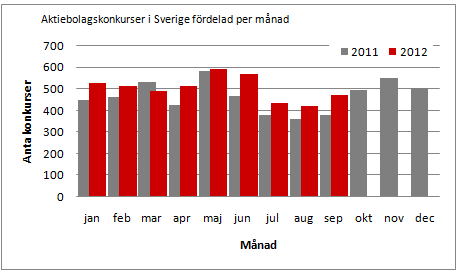 Aktiebolagskonkurser i Sverige fördelad per månad
700
600
500
400
300
200
100
0
Anta konkurser
2011 2012
jan feb mar apr maj jun jul aug sep okt nov dec
Månad